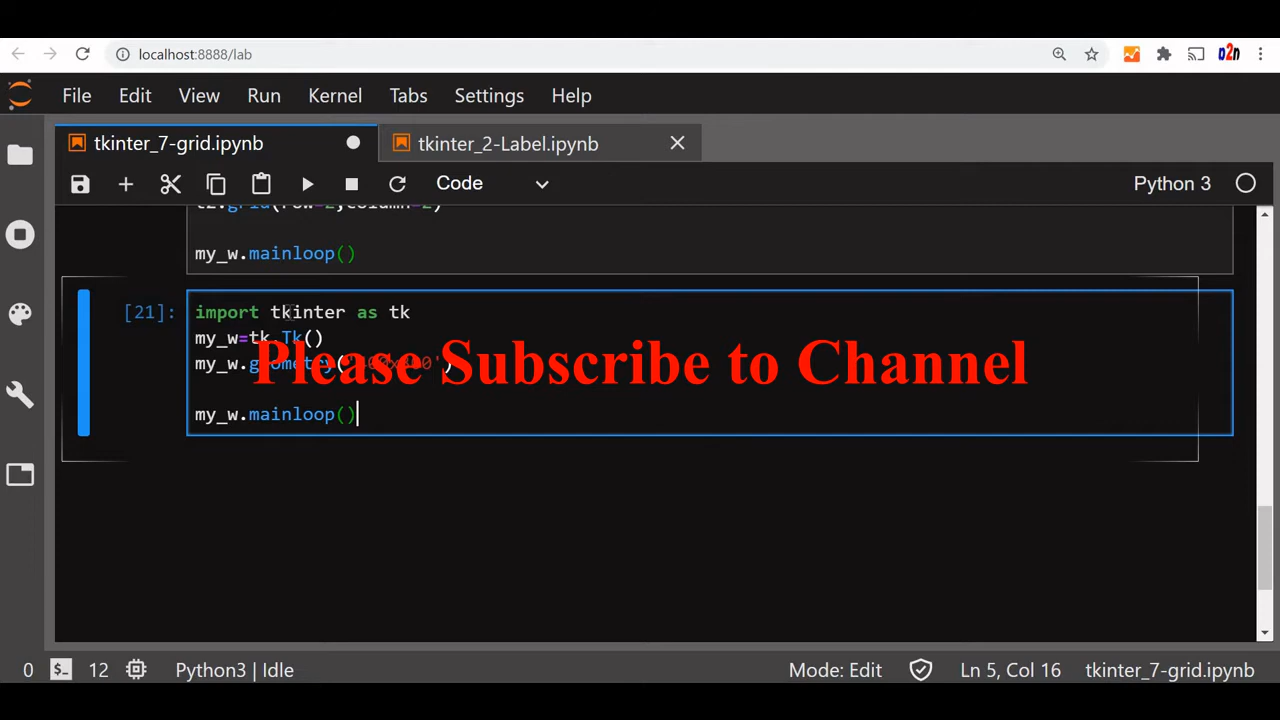 localhost:8888/lab
File Edit View Run Kernel Tabs Settings Help
tkinter_7-grid.ipynb tkinter_2-Label.ipynb
Code Python 3
my_w.mainloop()
[21]: import tkinter as tk
my_w=tk.Tk()
my_w.geometry(
Please Subscribe to Channel
my_w.mainloop()
0 12 Python3 | Idle Mode: Edit Ln 5, Col 16 tkinter_7-grid.ipynb